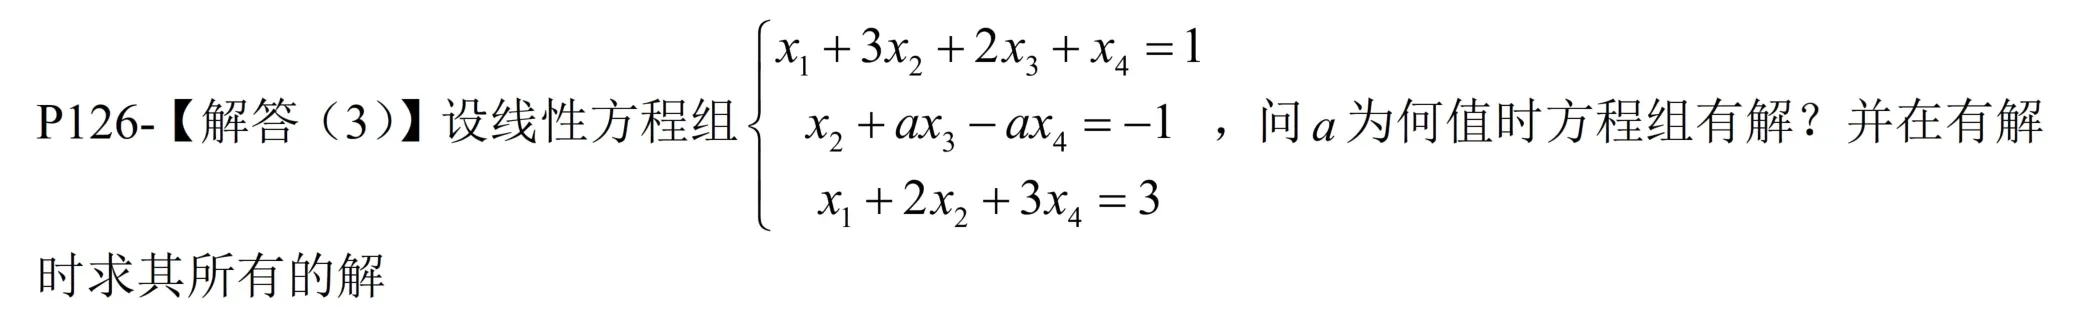 P126-【解答（3）】设线性方程组 { x₁ + 3x₂ + 2x₃ + x₄ = 1
x₂ + ax₃ − ax₄ = −1
x₁ + 2x₂ + 3x₄ = 3 ，问 a 为何值时方程组有解？并在有解
时求其所有的解